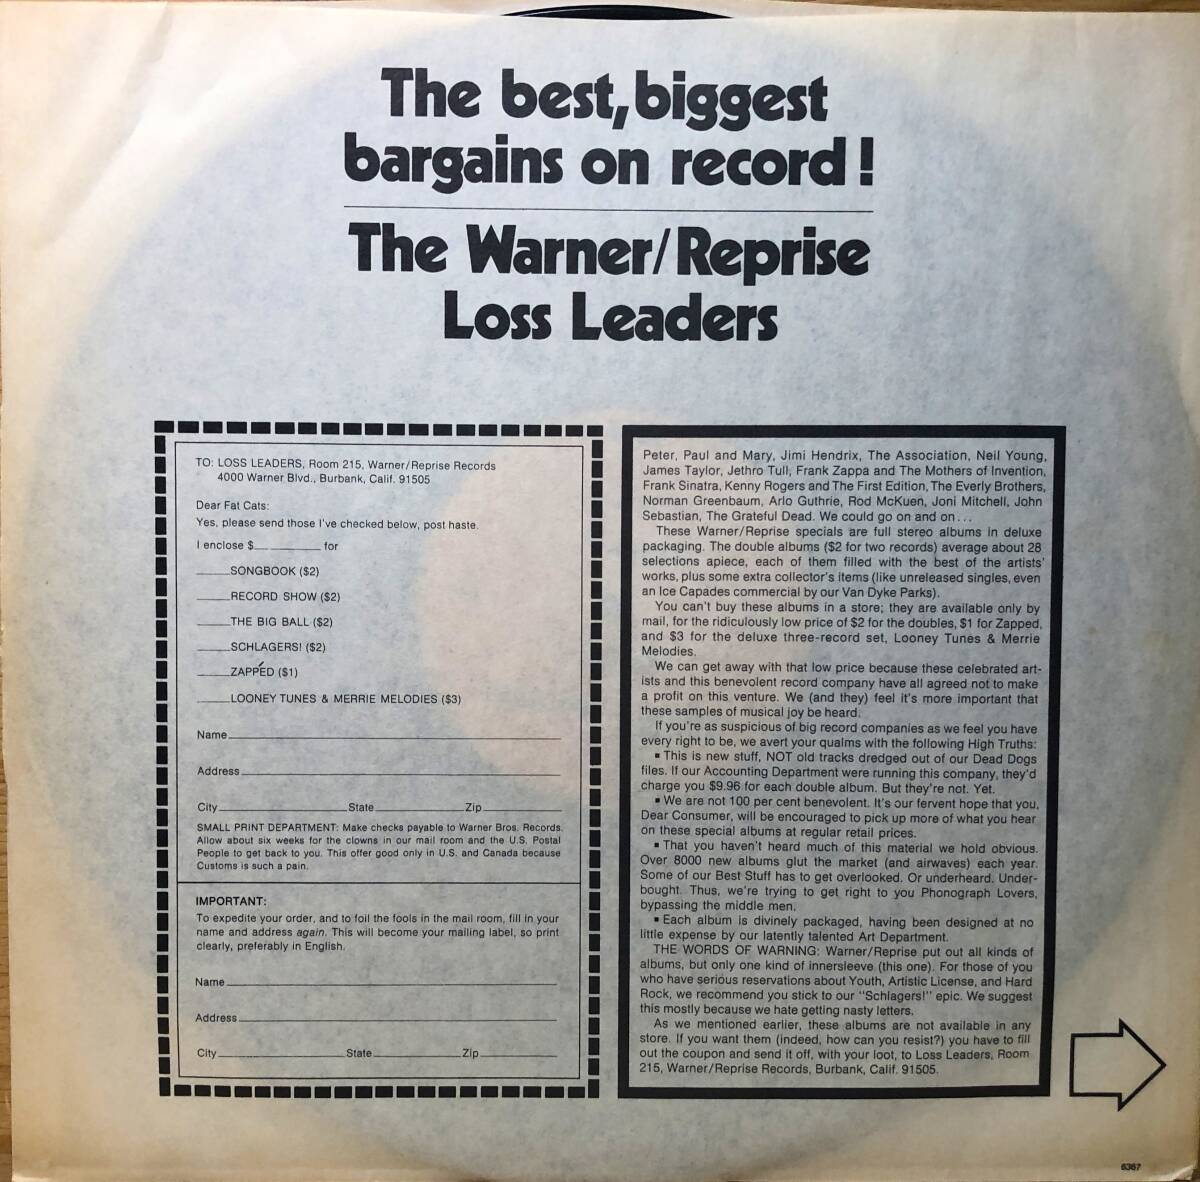 The best, biggest
bargains on record!
The Warner/Reprise
Loss Leaders
TO: LOSS LEADERS, Room 215, Warner/Reprise Records
4000 Warner Blvd., Burbank, Calif. 91505
Dear Fat Cats:
Yes, please send those I've checked below, post haste.
I enclose $____________ for
_____SONGBOOK ($2)
_____RECORD SHOW ($2)
_____THE BIG BALL ($2)
_____SCHLAGERS! ($2)
_____ZAPPED ($1)
_____LOONEY TUNES & MERRIE MELODIES ($3)
Name
Address
City State Zip
SMALL PRINT DEPARTMENT: Make checks payable to Warner Bros. Records.
Allow about six weeks for the clowns in our mail room and the U.S. Postal
People to get back to you. This offer good only in U.S. and Canada because
Customs is such a pain.
IMPORTANT:
To expedite your order, and to foil the fools in the mail room, fill in your
name and address again. This will become your mailing label, so print
clearly, preferably in English.
Name
Address
City State Zip
Peter, Paul and Mary, Jimi Hendrix, The Association, Neil Young,
James Taylor, Jethro Tull, Frank Zappa and The Mothers of Invention,
Frank Sinatra, Kenny Rogers and The First Edition, The Everly Brothers,
Norman Greenbaum, Arlo Guthrie, Rod McKuen, Joni Mitchell, John
Sebastian, The Grateful Dead. We could go on and on...
These Warner/Reprise specials are full stereo albums in deluxe
packaging. The double albums ($2 for two records) average about 28
selections apiece, each of them filled with the best of the artists'
works, plus some extra collector's items (like unreleased singles, even
an Ice Capades commercial by our Van Dyke Parks).
You can't buy these albums in a store; they are available only by
mail, for the ridiculously low price of $2 for the doubles, $1 for Zapped,
and $3 for the deluxe three-record set, Looney Tunes & Merrie
Melodies.
We can get away with that low price because these celebrated art-
ists and this benevolent record company have all agreed not to make
a profit on this venture. We (and they) feel it's more important that
these samples of musical joy be heard.
If you're as suspicious of big record companies as we feel you have
every right to be, we avert your qualms with the following High Truths:
▪ This is new stuff, NOT old tracks dredged out of our Dead Dogs
files. If our Accounting Department were running this company, they'd
charge you $9.96 for each double album. But they're not. Yet.
▪ We are not 100 per cent benevolent. It's our fervent hope that you,
Dear Consumer, will be encouraged to pick up more of what you hear
on these special albums at regular retail prices.
▪ That you haven't heard much of this material we hold obvious.
Over 8000 new albums glut the market (and airwaves) each year.
Some of our Best Stuff has to get overlooked. Or underheard. Under-
bought. Thus, we're trying to get right to you Phonograph Lovers,
bypassing the middle men.
▪ Each album is divinely packaged, having been designed at no
little expense by our latently talented Art Department.
THE WORDS OF WARNING: Warner/Reprise put out all kinds of
albums, but only one kind of innersleeve (this one). For those of you
who have serious reservations about Youth, Artistic License, and Hard
Rock, we recommend you stick to our "Schlagers!" epic. We suggest
this mostly because we hate getting nasty letters.
As we mentioned earlier, these albums are not available in any
store. If you want them (indeed, how can you resist?) you have to fill
out the coupon and send it off, with your loot, to Loss Leaders, Room
215, Warner/Reprise Records, Burbank, Calif. 91505.
6367